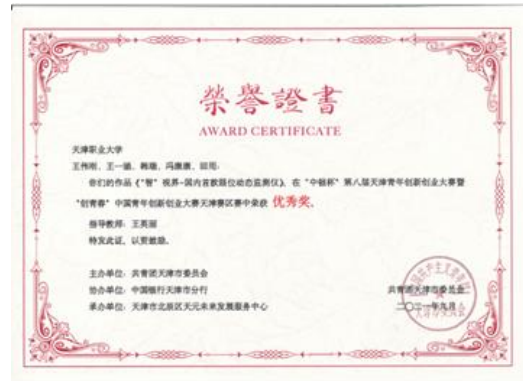 榮譽證書
AWARD CERTIFICATE
天津职业大学
王伟刚、王一
你们的作品《"智"视界-国内首款眼位动态监测仪》，在"中银杯"第八届天津青年创新创业大赛暨
"创青春"中国青年创新创业大赛天津赛区赛中荣获 优秀奖。
指导教师：王英丽
特发此证，以资鼓励。
主办单位：共青团天津市委员会
协办单位：中国银行天津市分行
承办单位：天津市北辰区天元未来发展服务中心
共青团天津市委员会
二〇二一年九月